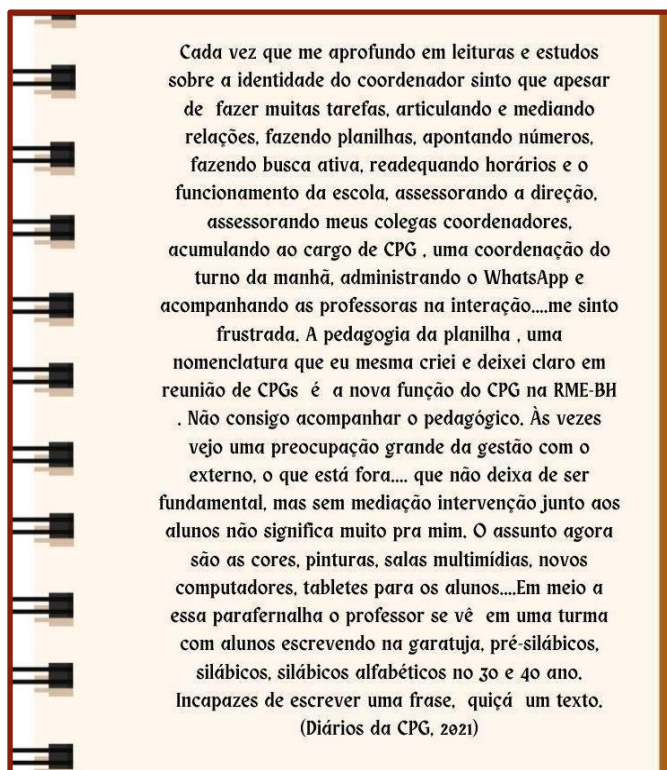 Cada vez que me aprofundo em leituras e estudos
sobre a identidade do coordenador sinto que apesar
de fazer muitas tarefas, articulando e mediando
relações, fazendo planilhas, apontando números,
fazendo busca ativa, readequando horários e o
funcionamento da escola, assessorando a direção,
assessorando meus colegas coordenadores,
acumulando ao cargo de CPG , uma coordenação do
turno da manhã, administrando o WhatsApp e
acompanhando as professoras na interação....me sinto
frustrada. A pedagogia da planilha , uma
nomenclatura que eu mesma criei e deixei claro em
reunião de CPGs é a nova função do CPG na RME-BH
. Não consigo acompanhar o pedagógico. Às vezes
vejo uma preocupação grande da gestão com o
externo, o que está fora.... que não deixa de ser
fundamental, mas sem mediação intervenção junto aos
alunos não significa muito pra mim. O assunto agora
são as cores, pinturas, salas multimídias, novos
computadores, tabletes para os alunos....Em meio a
essa parafernalha o professor se vê em uma turma
com alunos escrevendo na garatuja, pré-silábicos,
silábicos, silábicos alfabéticos no 3o e 4o ano.
Incapazes de escrever uma frase, quiçá um texto.
(Diários da CPG, 2021)